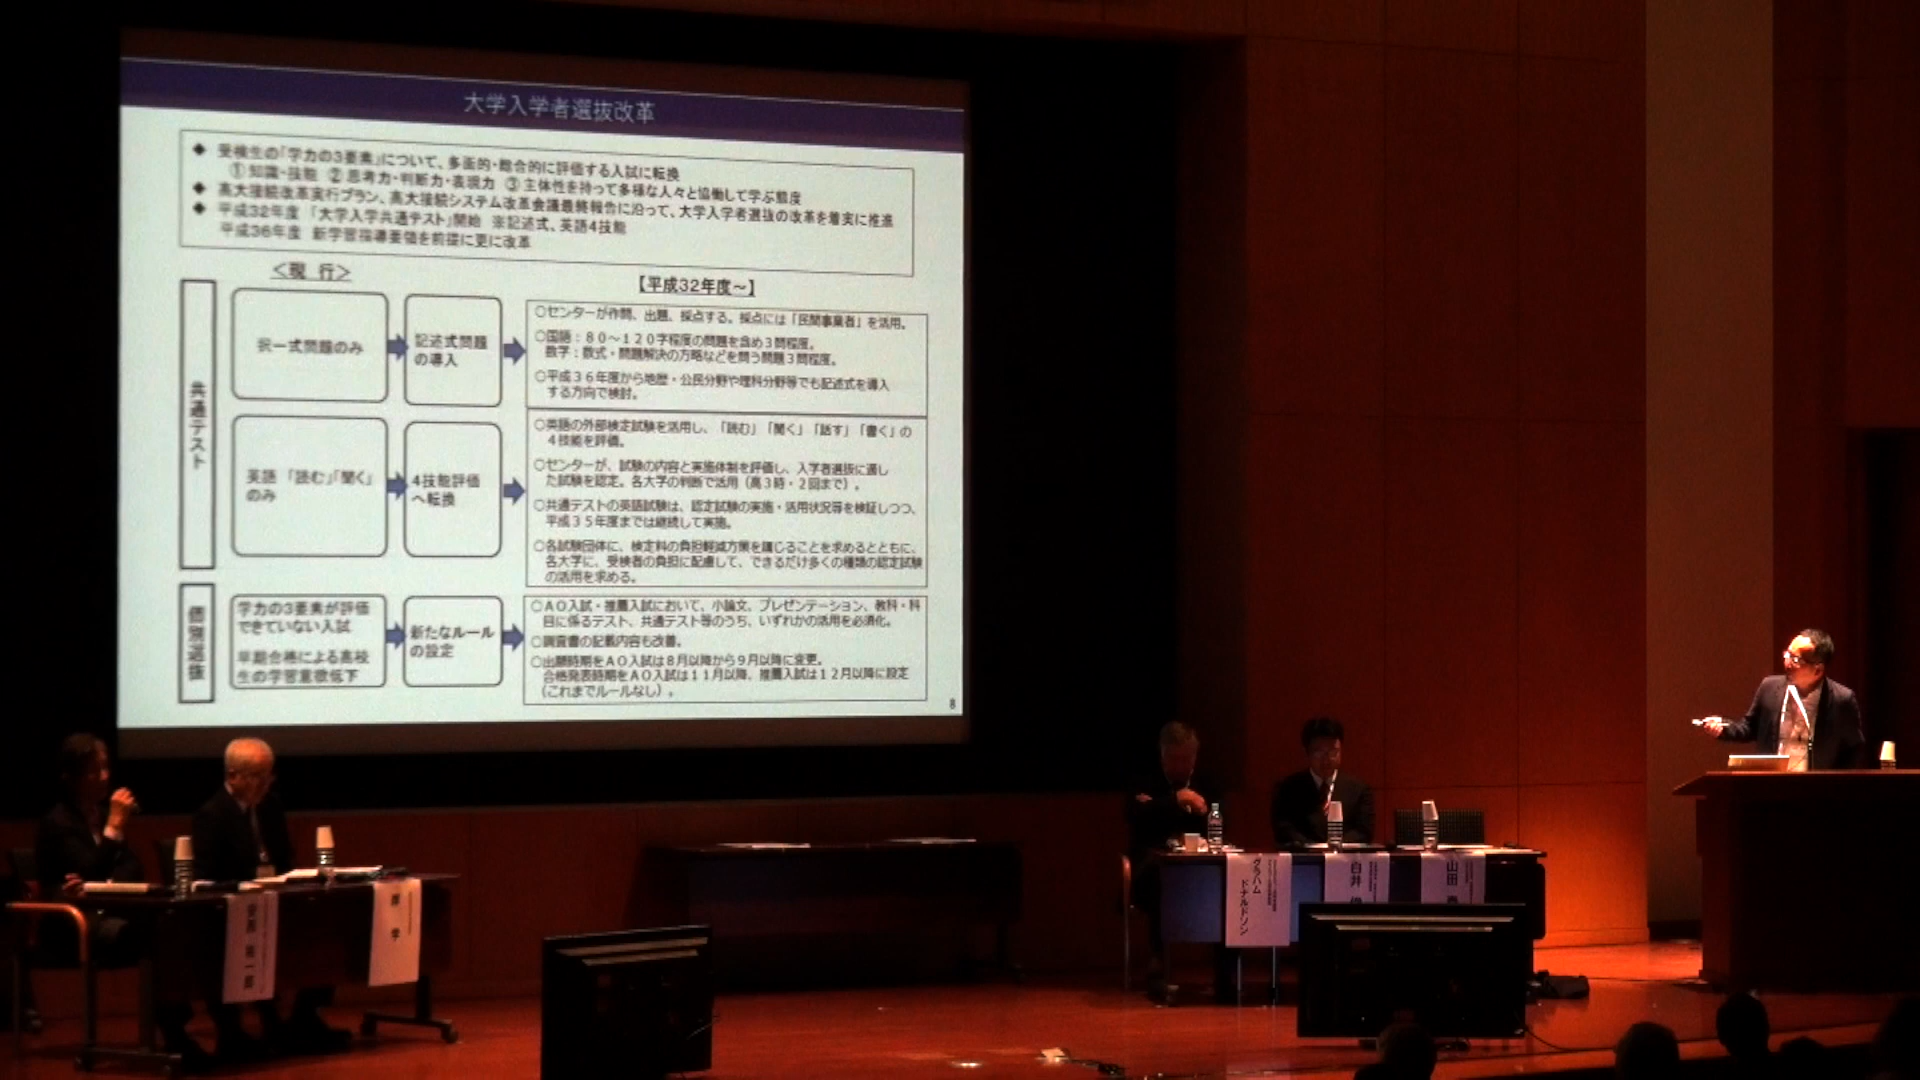 大学入学者選抜改革
◆ 受検生の「学力の3要素」について、多面的・総合的に評価する入試に転換
①知識・技能 ②思考力・判断力・表現力 ③主体性を持って多様な人々と協働して学ぶ態度
◆ 高大接続改革実行プラン、高大接続システム改革会議最終報告に沿って、大学入学者選抜の改革を着実に推進
◆ 平成32年度 「大学入学共通テスト」開始 ※記述式、英語4技能
平成36年度 新学習指導要領を前提に更に改革
＜現 行＞
【平成32年度～】
共通テスト
択一式問題のみ
記述式問題
の導入
○センターが作問、出題、採点する。採点には「民間事業者」を活用。
○国語：８０～１２０字程度の問題を含め３問程度。
数学：数式・問題解決の方略などを問う問題３問程度。
○平成３６年度から地歴・公民分野や理科分野等でも記述式を導入
する方向で検討。
英語 「読む」「聞く」
のみ
4技能評価
へ転換
○英語の外部検定試験を活用し、「読む」「聞く」「話す」「書く」の
４技能を評価。
○センターが、試験の内容と実施体制を評価し、入学者選抜に適し
た試験を認定。各大学の判断で活用（高３時・２回まで）。
○共通テストの英語試験は、認定試験の実施・活用状況等を検証しつつ、
平成３５年度までは継続して実施。
○各試験団体に、検定料の負担軽減方策を講じることを求めるとともに、
各大学に、受検者の負担に配慮して、できるだけ多くの種類の認定試験
の活用を求める。
個別選抜
学力の3要素が評価
できていない入試
早期合格による高校
生の学習意欲低下
新たなルール
の設定
○ＡＯ入試・推薦入試において、小論文、プレゼンテーション、教科・科
目に係るテスト、共通テスト等のうち、いずれかの活用を必須化。
○調査書の記載内容も改善。
○出願時期をＡＯ入試は８月以降から９月以降に変更。
合格発表時期をＡＯ入試は１１月以降、推薦入試は１２月以降に設定
（これまでルールなし）。
8
グラハム ドナルドソン
白井
山田